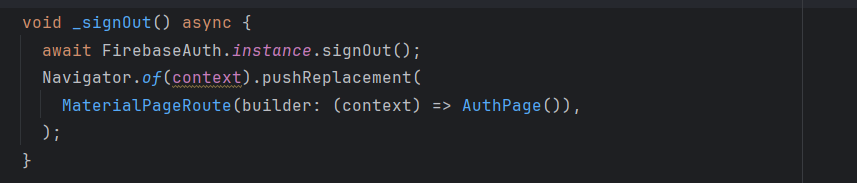 void _signOut() async {
await FirebaseAuth.instance.signOut();
Navigator.of(context).pushReplacement(
MaterialPageRoute(builder: (context) => AuthPage()),
);
}